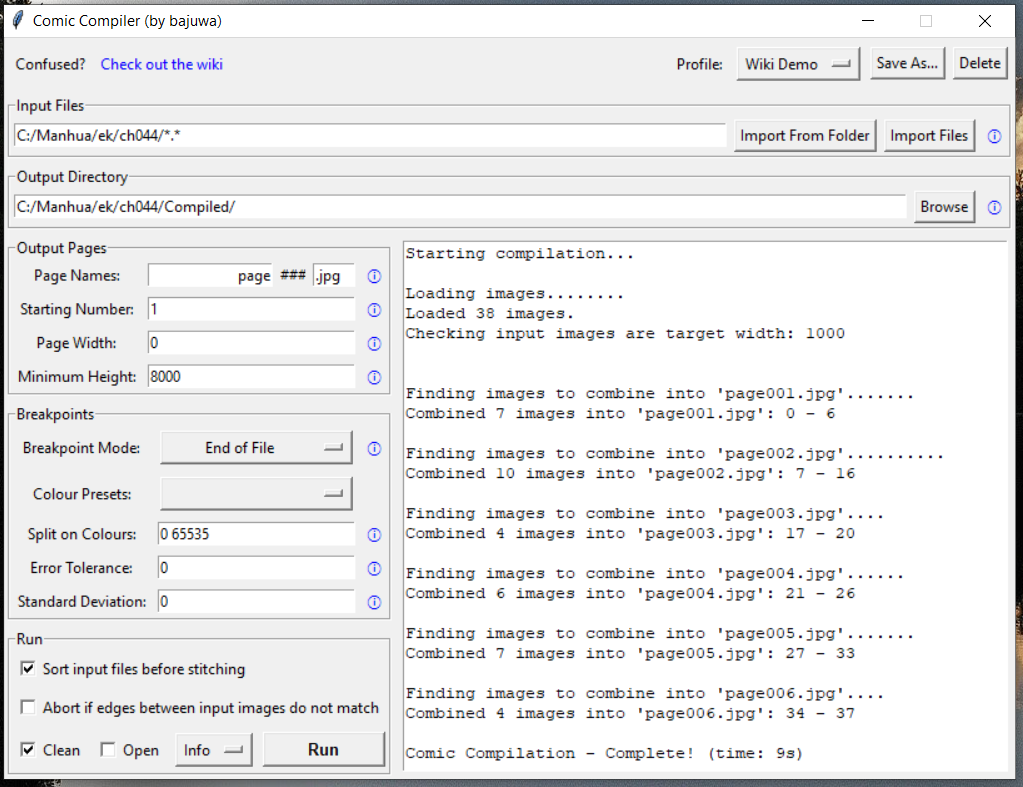 Comic Compiler (by bajuwa)
Confused? Check out the wiki
Profile: Wiki Demo Save As... Delete
Input Files
C:/Manhua/ek/ch044/*.* Import From Folder Import Files
Output Directory
C:/Manhua/ek/ch044/Compiled/ Browse
Output Pages
Page Names: page ### .jpg
Starting Number: 1
Page Width: 0
Minimum Height: 8000
Breakpoints
Breakpoint Mode: End of File
Colour Presets:
Split on Colours: 0 65535
Error Tolerance: 0
Standard Deviation: 0
Run
Sort input files before stitching
Abort if edges between input images do not match
Clean Open Info Run
Starting compilation...
Loading images........
Loaded 38 images.
Checking input images are target width: 1000
Finding images to combine into 'page001.jpg'.......
Combined 7 images into 'page001.jpg': 0 - 6
Finding images to combine into 'page002.jpg'..........
Combined 10 images into 'page002.jpg': 7 - 16
Finding images to combine into 'page003.jpg'....
Combined 4 images into 'page003.jpg': 17 - 20
Finding images to combine into 'page004.jpg'......
Combined 6 images into 'page004.jpg': 21 - 26
Finding images to combine into 'page005.jpg'.......
Combined 7 images into 'page005.jpg': 27 - 33
Finding images to combine into 'page006.jpg'....
Combined 4 images into 'page006.jpg': 34 - 37
Comic Compilation - Complete! (time: 9s)